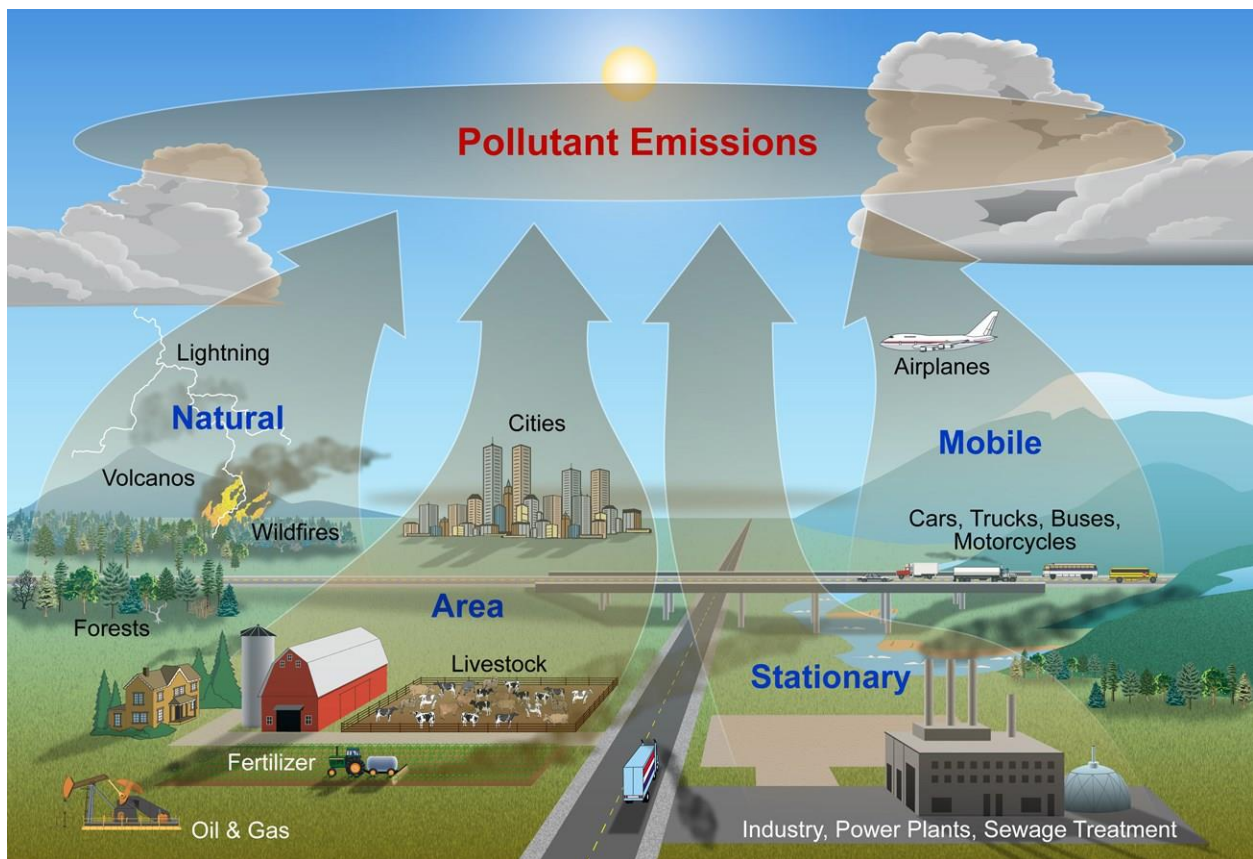 Pollutant Emissions
Lightning
Natural
Volcanos
Wildfires
Forests
Cities
Area
Livestock
Fertilizer
Oil & Gas
Airplanes
Mobile
Cars, Trucks, Buses,
Motorcycles
Stationary
Industry, Power Plants, Sewage Treatment